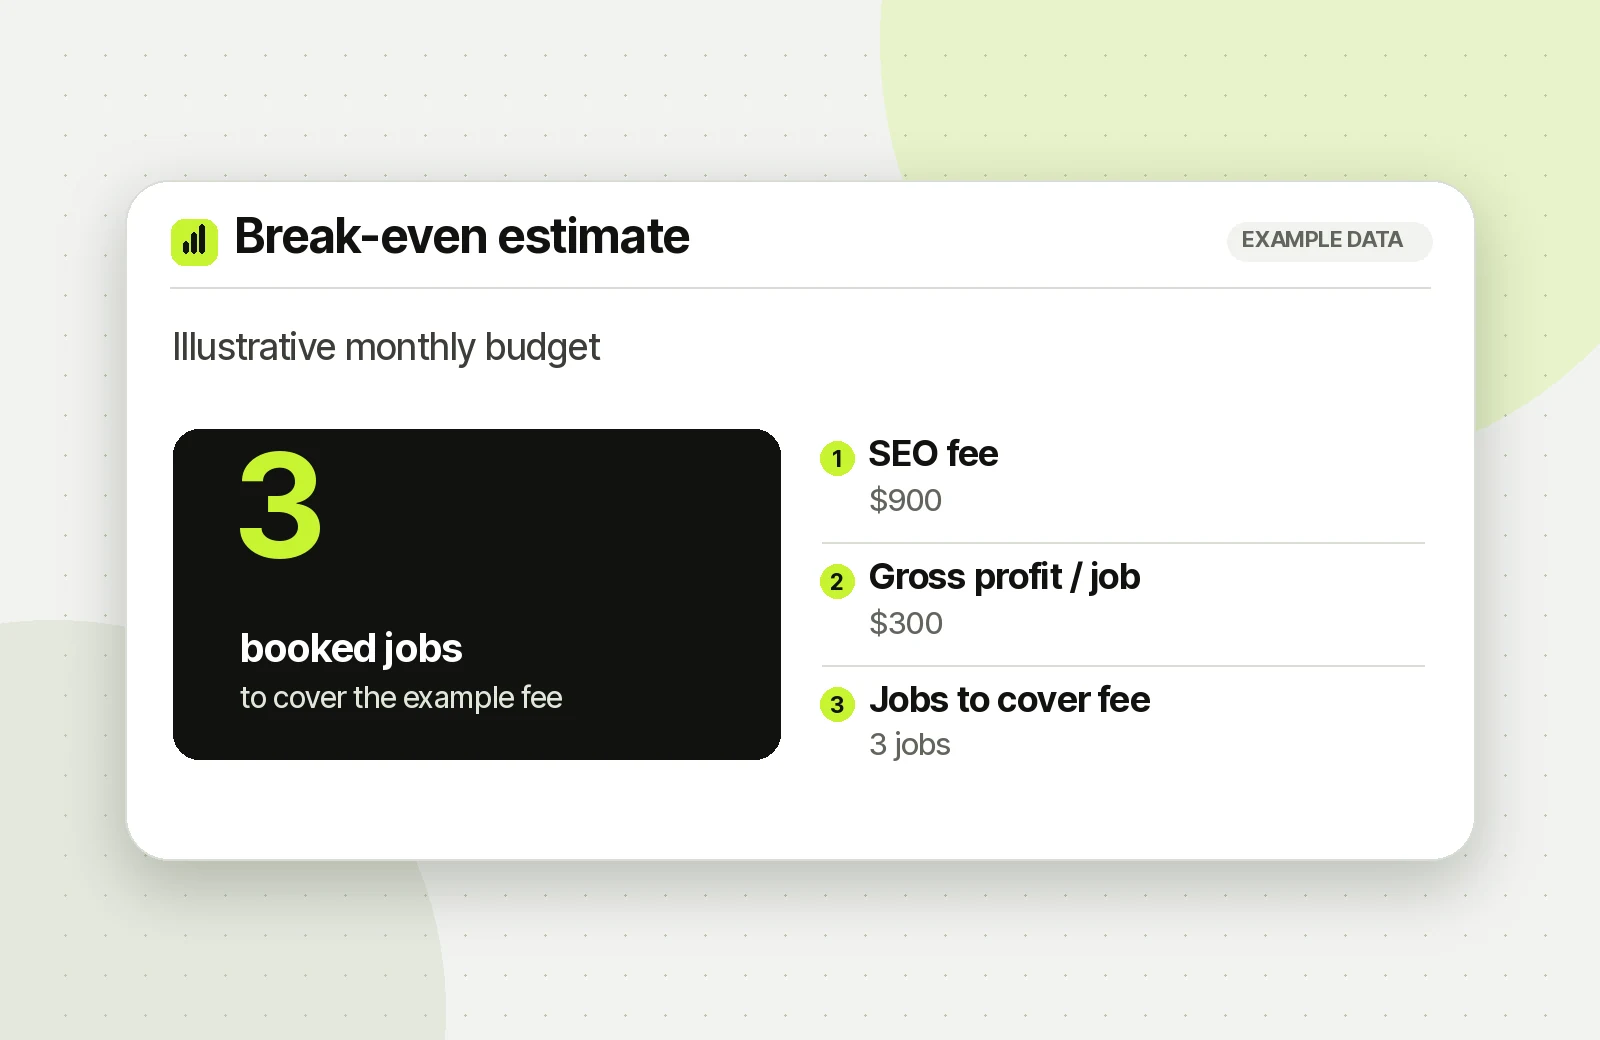 Break-even estimate
EXAMPLE DATA
Illustrative monthly budget
3
booked jobs
to cover the example fee
1 SEO fee
$900
2 Gross profit / job
$300
3 Jobs to cover fee
3 jobs